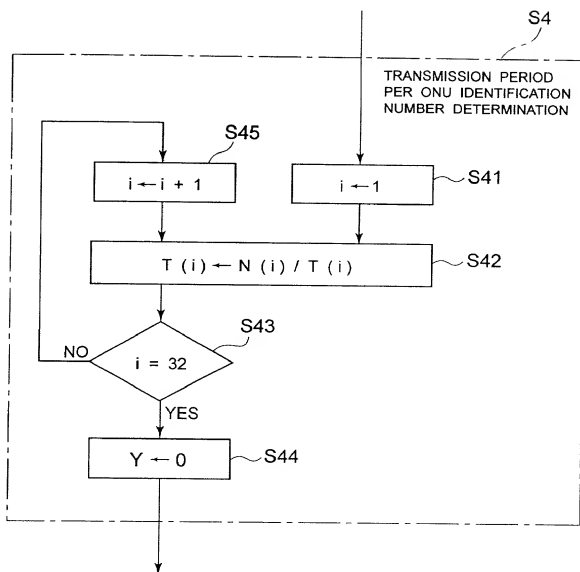 S4
TRANSMISSION PERIOD
PER ONU IDENTIFICATION
NUMBER DETERMINATION
S45
i ← i + 1
S41
i ← 1
S42
T (i) ← N (i) / T (i)
S43
NO
i = 32
YES
Y ← 0
S44